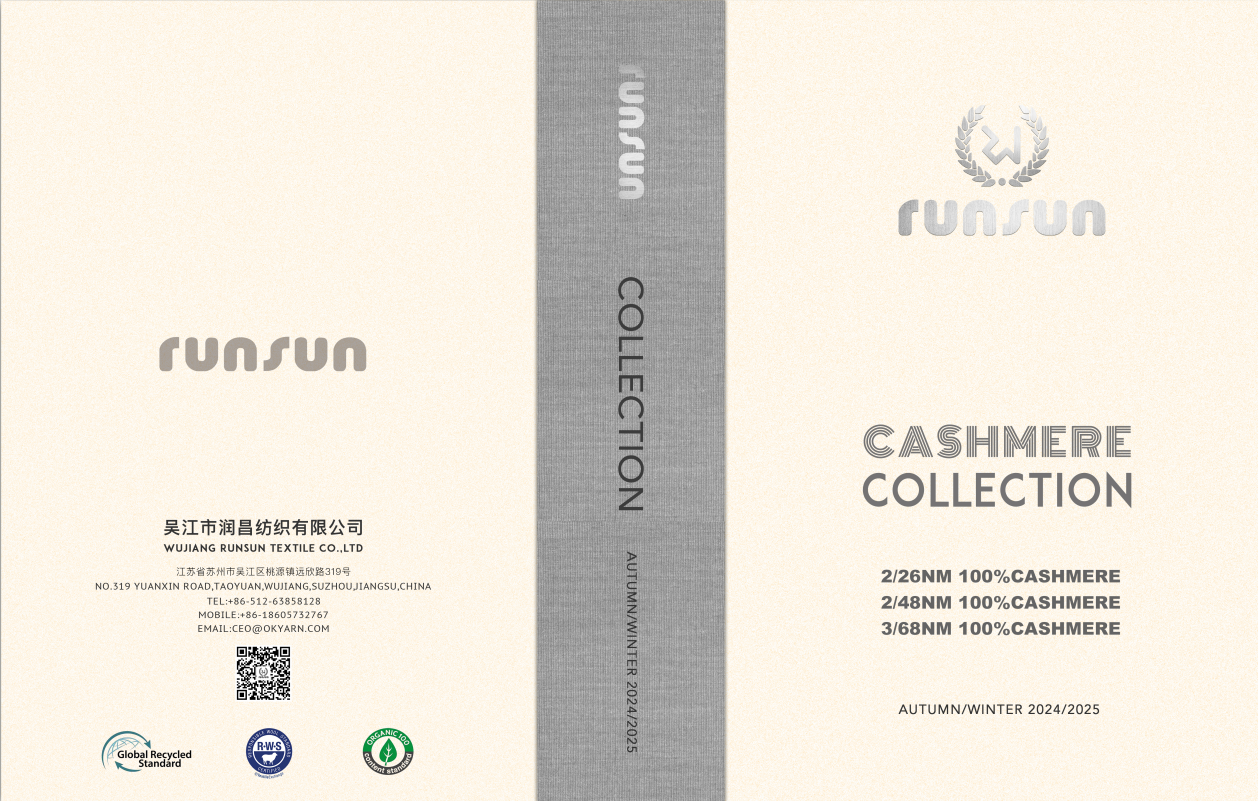 runsun
吴江市润昌纺织有限公司
WUJIANG RUNSUN TEXTILE CO.,LTD
江苏省苏州市吴江区桃源镇远欣路319号
NO.319 YUANXIN ROAD,TAOYUAN,WUJIANG,SUZHOU,JIANGSU,CHINA
TEL:+86-512-63858128
MOBILE:+86-18605732767
EMAIL:CEO@OKYARN.COM
Global Recycled
Standard
R·W·S
CERTIFIED
ORGANIC 100
content standard
runsun
COLLECTION
AUTUMN/WINTER 2024/2025
runsun
CASHMERE
COLLECTION
2/26NM 100%CASHMERE
2/48NM 100%CASHMERE
3/68NM 100%CASHMERE
AUTUMN/WINTER 2024/2025